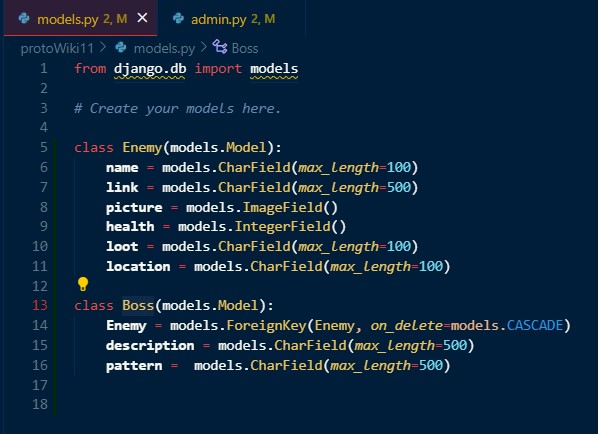 models.py 2, M × admin.py 2, M
protoWiki11 > models.py > Boss
1 from django.db import models
2
3 # Create your models here.
4
5 class Enemy(models.Model):
6     name = models.CharField(max_length=100)
7     link = models.CharField(max_length=500)
8     picture = models.ImageField()
9     health = models.IntegerField()
10     loot = models.CharField(max_length=100)
11     location = models.CharField(max_length=100)
12
13 class Boss(models.Model):
14     Enemy = models.ForeignKey(Enemy, on_delete=models.CASCADE)
15     description = models.CharField(max_length=500)
16     pattern =  models.CharField(max_length=500)
17
18